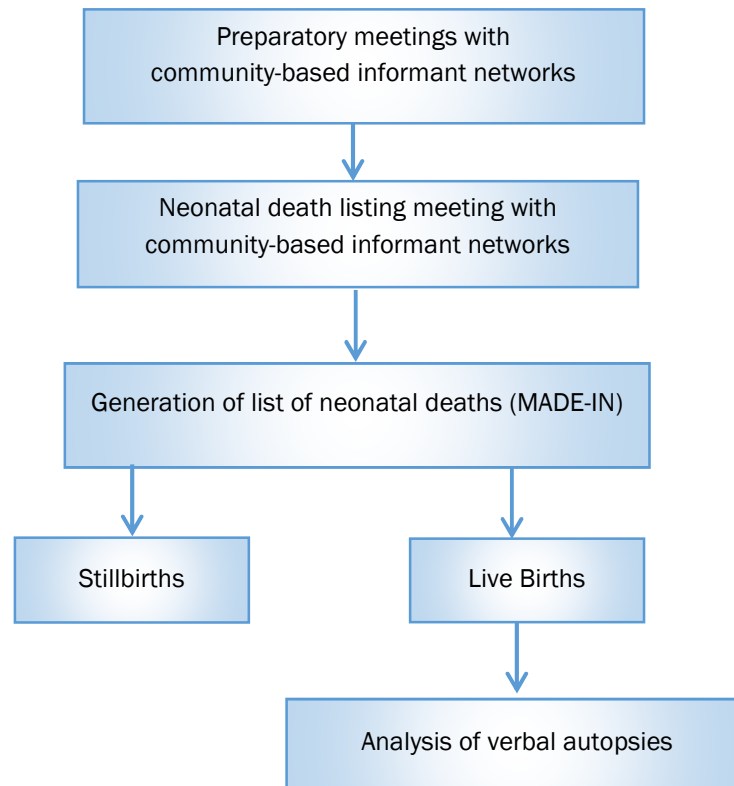 Preparatory meetings with
community-based informant networks
Neonatal death listing meeting with
community-based informant networks
Generation of list of neonatal deaths (MADE-IN)
Stillbirths
Live Births
Analysis of verbal autopsies